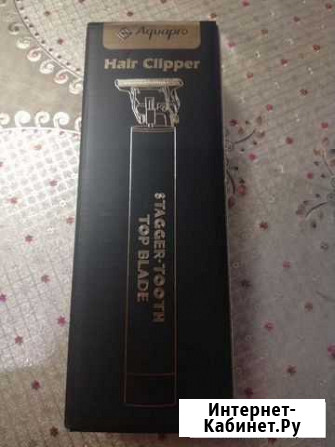 Aquapro
Hair Clipper
STAGGER-TOOTH
TOP BLADE
Интернет-
Кабинет.Ру